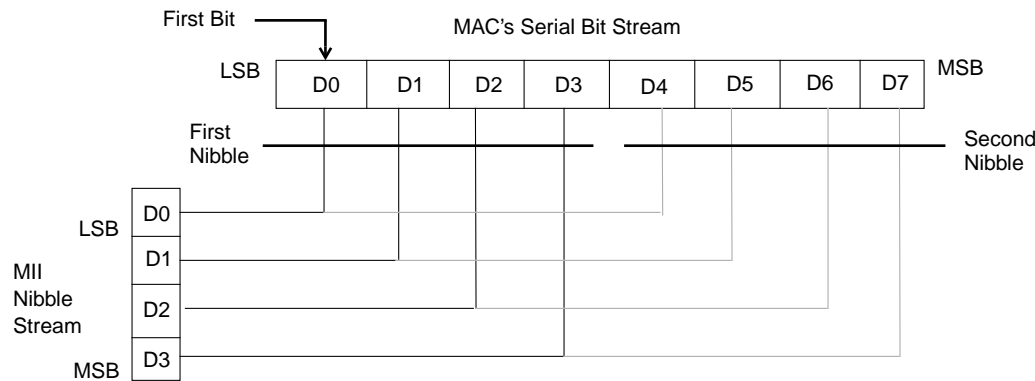 First Bit
MAC's Serial Bit Stream
LSB
D0 D1 D2 D3 D4 D5 D6 D7
MSB
First
Nibble
Second
Nibble
D0
LSB
D1
MII
Nibble
Stream
D2
D3
MSB